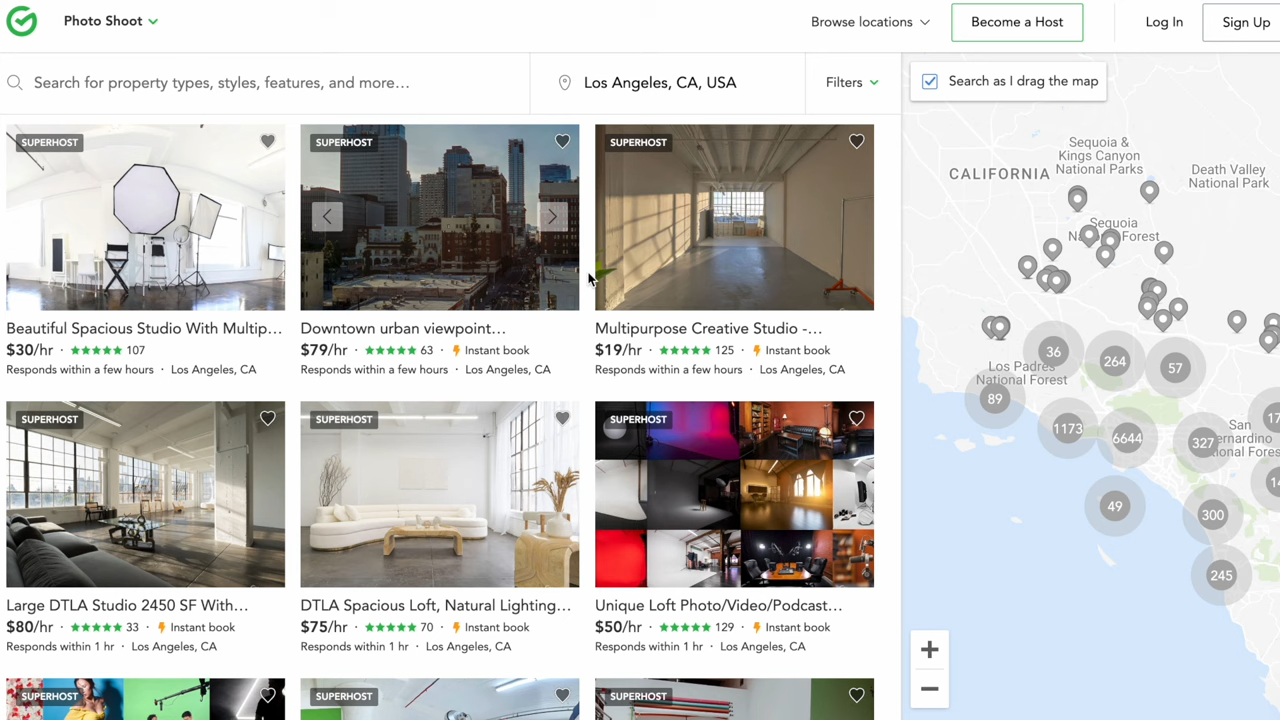 Photo Shoot
Browse locations
Become a Host
Log In
Sign Up
Search for property types, styles, features, and more...
Los Angeles, CA, USA
Filters
Search as I drag the map
SUPERHOST
Beautiful Spacious Studio With Multip...
$30/hr · 107
Responds within a few hours · Los Angeles, CA
SUPERHOST
Downtown urban viewpoint...
$79/hr · 63 Instant book
Responds within a few hours · Los Angeles, CA
SUPERHOST
Multipurpose Creative Studio -...
$19/hr · 125 Instant book
Responds within a few hours · Los Angeles, CA
SUPERHOST
Large DTLA Studio 2450 SF With...
$80/hr · 33 Instant book
Responds within 1 hr · Los Angeles, CA
SUPERHOST
DTLA Spacious Loft, Natural Lighting...
$75/hr · 70 Instant book
Responds within 1 hr · Los Angeles, CA
SUPERHOST
Unique Loft Photo/Video/Podcast...
$50/hr · 129 Instant book
Responds within 1 hr · Los Angeles, CA
SUPERHOST
SUPERHOST
SUPERHOST
CALIFORNIA
Sequoia &
Kings Canyon
National Parks
Death Valley
National Park
Sequoia
National Forest
Los Padres
National Forest
36
264
57
89
1173
6644
327
San
49
300
245
+
−